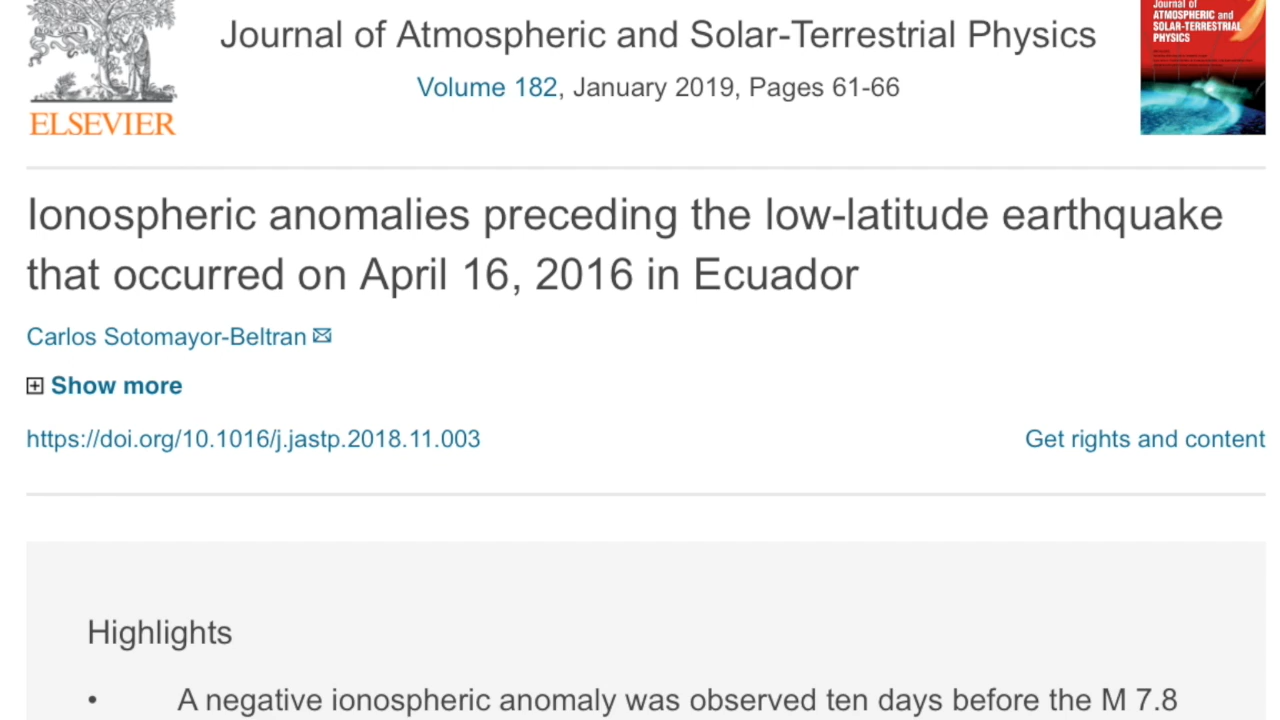 Journal of Atmospheric and Solar-Terrestrial Physics
Journal of
ATMOSPHERIC and
SOLAR-TERRESTRIAL
PHYSICS
Volume 182, January 2019, Pages 61-66
ELSEVIER
Ionospheric anomalies preceding the low-latitude earthquake
that occurred on April 16, 2016 in Ecuador
Carlos Sotomayor-Beltran
Show more
https://doi.org/10.1016/j.jastp.2018.11.003 Get rights and content
Highlights
• A negative ionospheric anomaly was observed ten days before the M 7.8